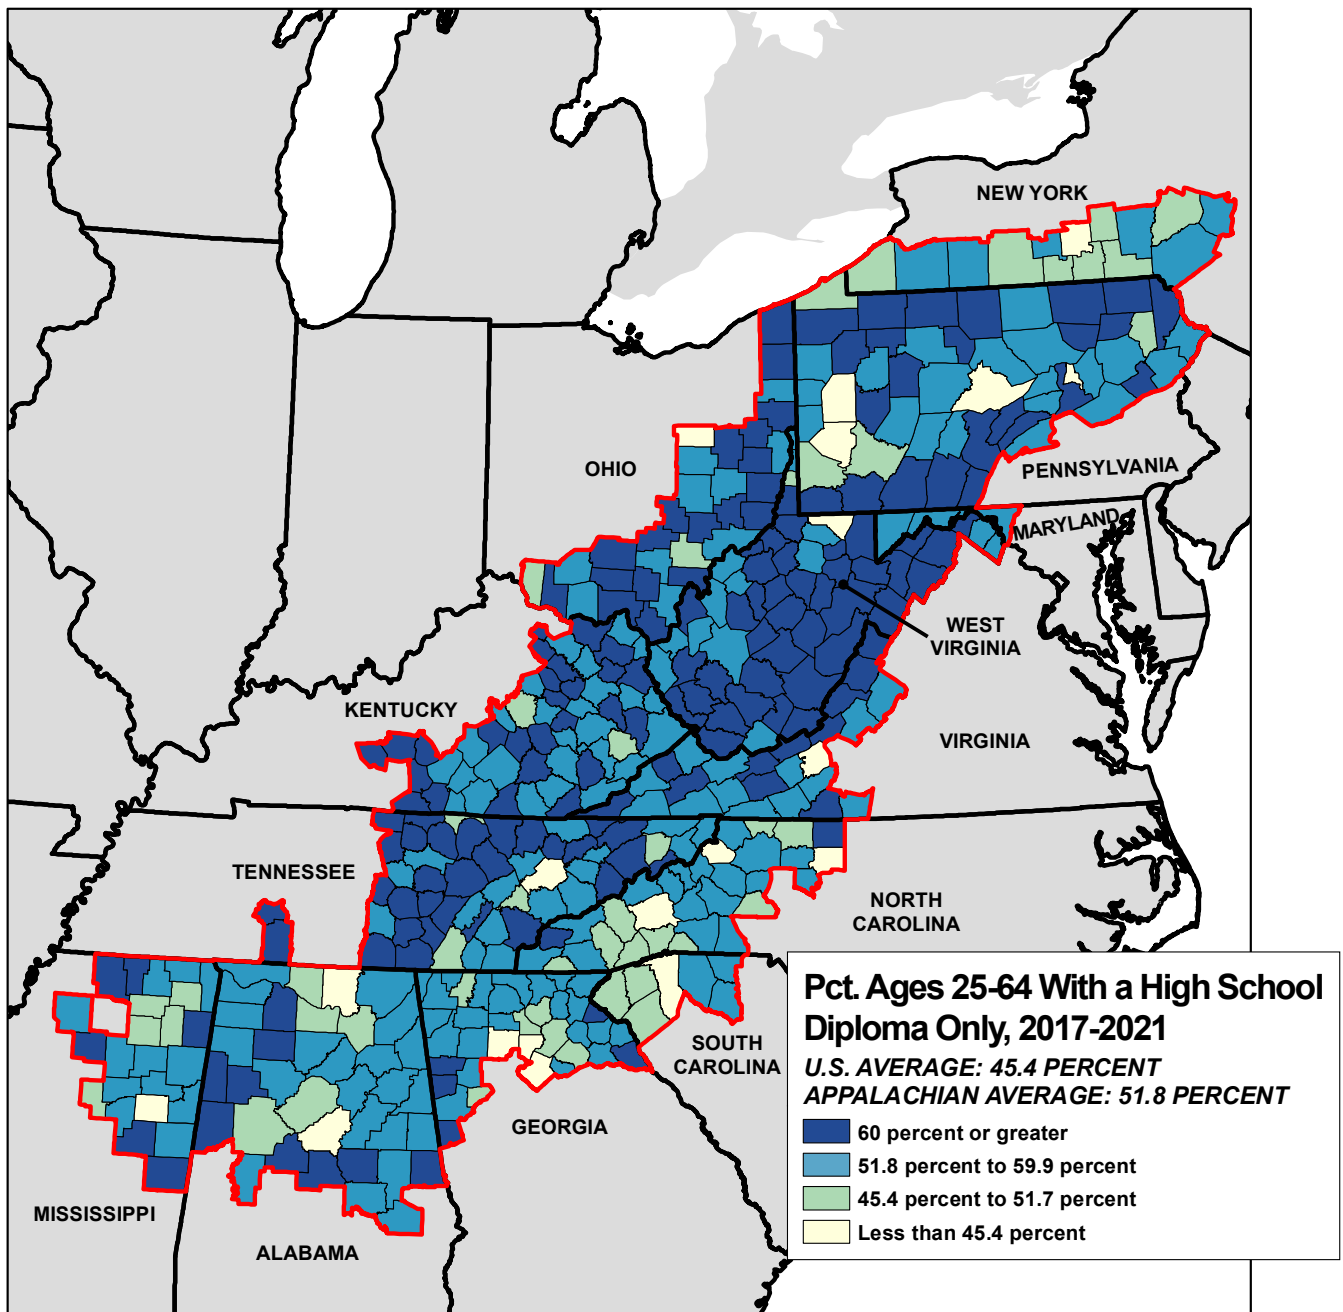 NEW YORK
OHIO
PENNSYLVANIA
MARYLAND
WEST
VIRGINIA
KENTUCKY
VIRGINIA
TENNESSEE
NORTH
CAROLINA
SOUTH
CAROLINA
GEORGIA
MISSISSIPPI
ALABAMA
Pct. Ages 25-64 With a High School
Diploma Only, 2017-2021
U.S. AVERAGE: 45.4 PERCENT
APPALACHIAN AVERAGE: 51.8 PERCENT
60 percent or greater
51.8 percent to 59.9 percent
45.4 percent to 51.7 percent
Less than 45.4 percent